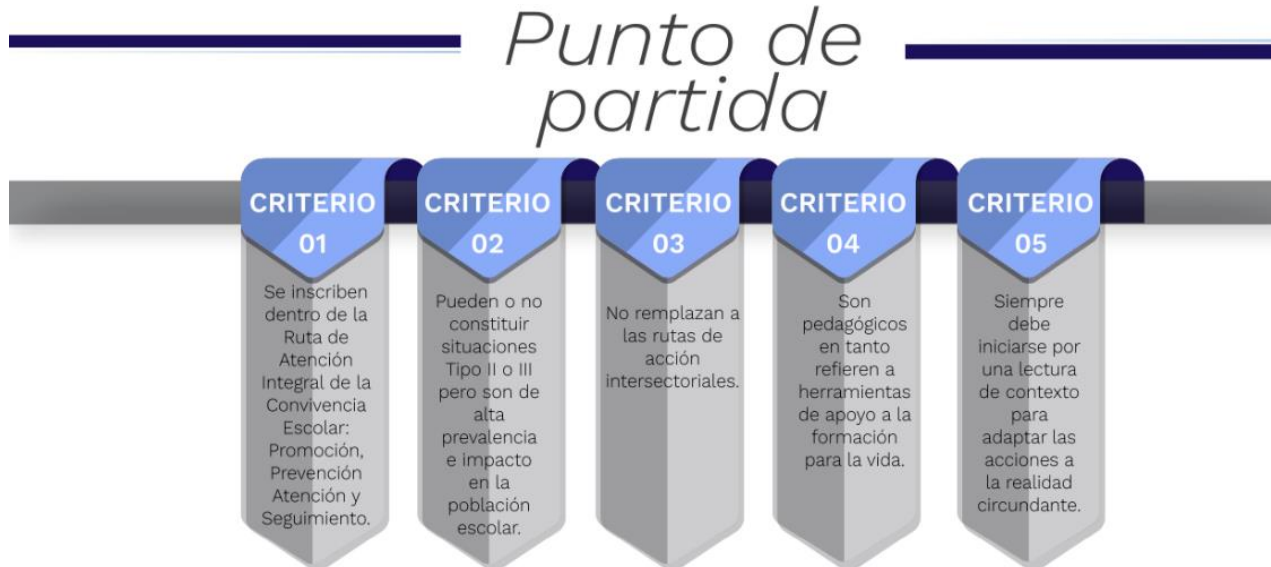 Punto de
partida
CRITERIO
01
Se inscriben
dentro de la
Ruta de
Atención
Integral de la
Convivencia
Escolar:
Promoción,
Prevención
Atención y
Seguimiento.
CRITERIO
02
Pueden o no
constituir
situaciones
Tipo II o III
pero son de
alta
prevalencia
e impacto
en la
población
escolar.
CRITERIO
03
No remplazan a
las rutas de
acción
intersectoriales.
CRITERIO
04
Son
pedagógicos
en tanto
refieren a
herramientas
de apoyo a la
formación
para la vida.
CRITERIO
05
Siempre
debe
iniciarse por
una lectura
de contexto
para
adaptar las
acciones a
la realidad
circundante.